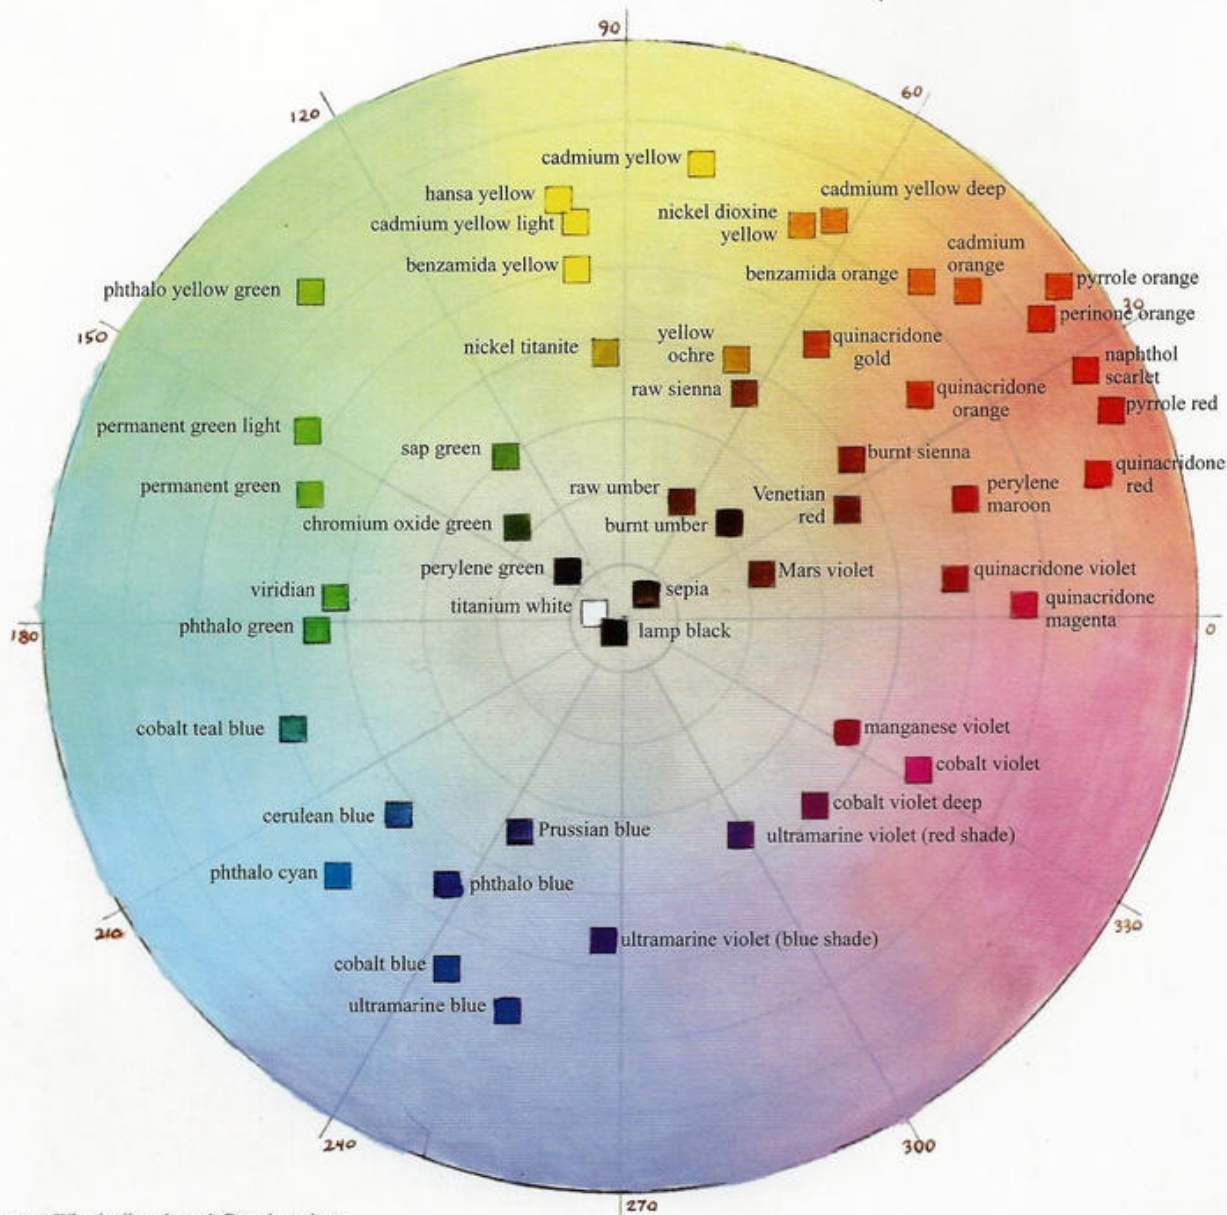 90
60
120
cadmium yellow
cadmium yellow deep
hansa yellow
nickel dioxine
yellow
cadmium yellow light
cadmium
orange
benzamida yellow
benzamida orange
pyrrole orange
phthalo yellow green
30
perinone orange
150
yellow
ochre
quinacridone
gold
nickel titanite
naphthol
scarlet
raw sienna
quinacridone
orange
pyrrole red
permanent green light
sap green
burnt sienna
quinacridone
red
permanent green
raw umber
Venetian
red
perylene
maroon
chromium oxide green
burnt umber
perylene green
Mars violet
quinacridone violet
viridian
titanium white
sepia
quinacridone
magenta
180
phthalo green
lamp black
0
cobalt teal blue
manganese violet
cobalt violet
cerulean blue
Prussian blue
cobalt violet deep
ultramarine violet (red shade)
phthalo cyan
phthalo blue
210
330
ultramarine violet (blue shade)
cobalt blue
ultramarine blue
240
300
270